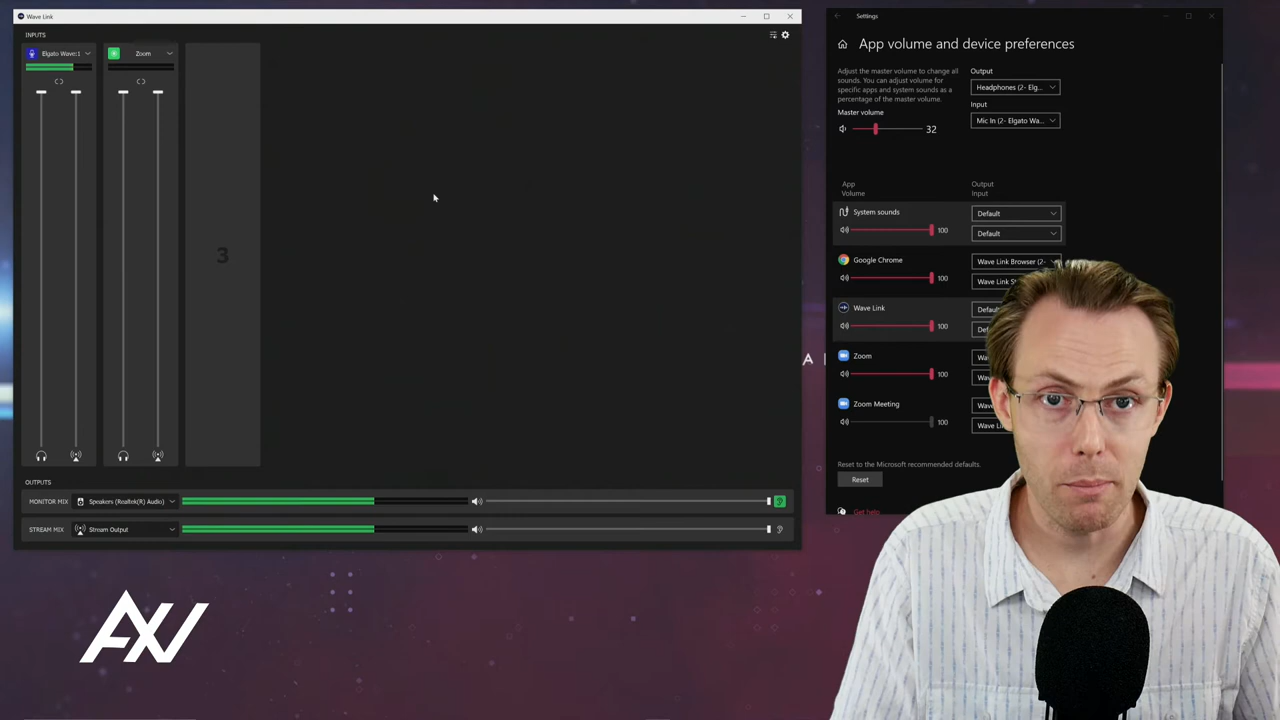 Wave Link
INPUTS
Elgato Wave:1
Zoom
3
OUTPUTS
MONITOR MIX
Speakers (Realtek(R) Audio)
STREAM MIX
Stream Output
AXV
Settings
App volume and device preferences
Adjust the master volume to change all
sounds. You can adjust volume for
specific apps and system sounds as a
percentage of the master volume.
Master volume
32
Output
Headphones (2- Elg...
Input
Mic In (2- Elgato Wa...
App
Volume
Output
Input
System sounds
100
Default
Default
Google Chrome
100
Wave Link Browser (2-
Wave Link
Wave Link
100
Zoom
100
Zoom Meeting
100
Reset to the Microsoft recommended defaults.
Reset
Get help